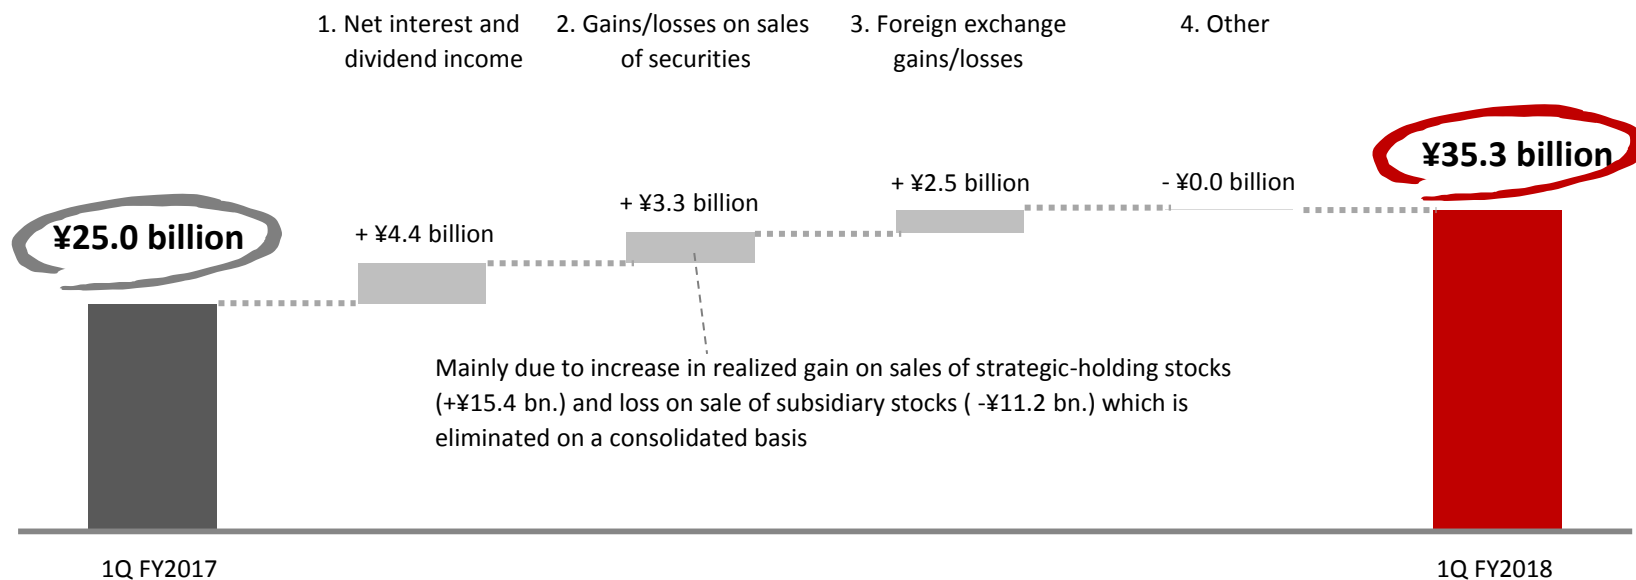 1. Net interest and
dividend income
2. Gains/losses on sales
of securities
3. Foreign exchange
gains/losses
4. Other
¥25.0 billion
+ ¥4.4 billion
+ ¥3.3 billion
+ ¥2.5 billion
- ¥0.0 billion
¥35.3 billion
Mainly due to increase in realized gain on sales of strategic-holding stocks
(+¥15.4 bn.) and loss on sale of subsidiary stocks ( -¥11.2 bn.) which is
eliminated on a consolidated basis
1Q FY2017
1Q FY2018